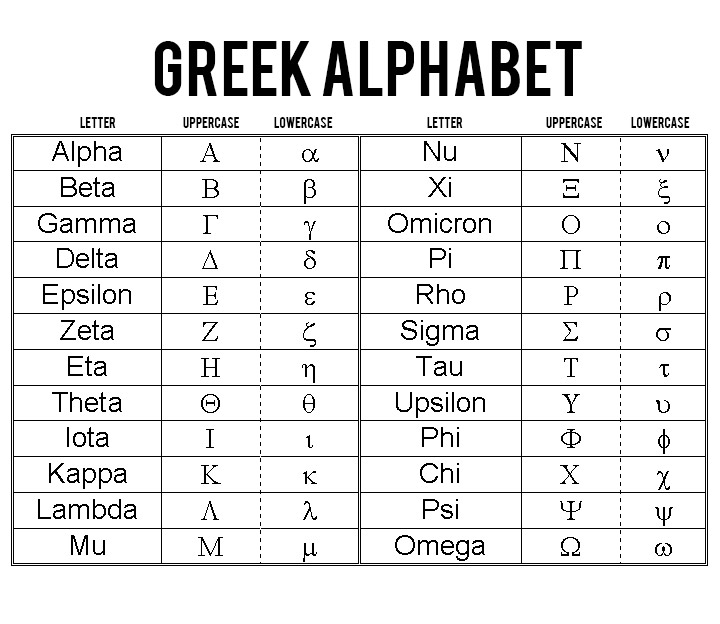 GREEK ALPHABET
LETTER UPPERCASE LOWERCASE LETTER UPPERCASE LOWERCASE
Alpha Α α Nu Ν ν
Beta Β β Xi Ξ ξ
Gamma Γ γ Omicron Ο ο
Delta Δ δ Pi Π π
Epsilon Ε ε Rho Ρ ρ
Zeta Ζ ζ Sigma Σ σ
Eta Η η Tau Τ τ
Theta Θ θ Upsilon Υ υ
Iota Ι ι Phi Φ ϕ
Kappa Κ κ Chi Χ χ
Lambda Λ λ Psi Ψ ψ
Mu Μ μ Omega Ω ω